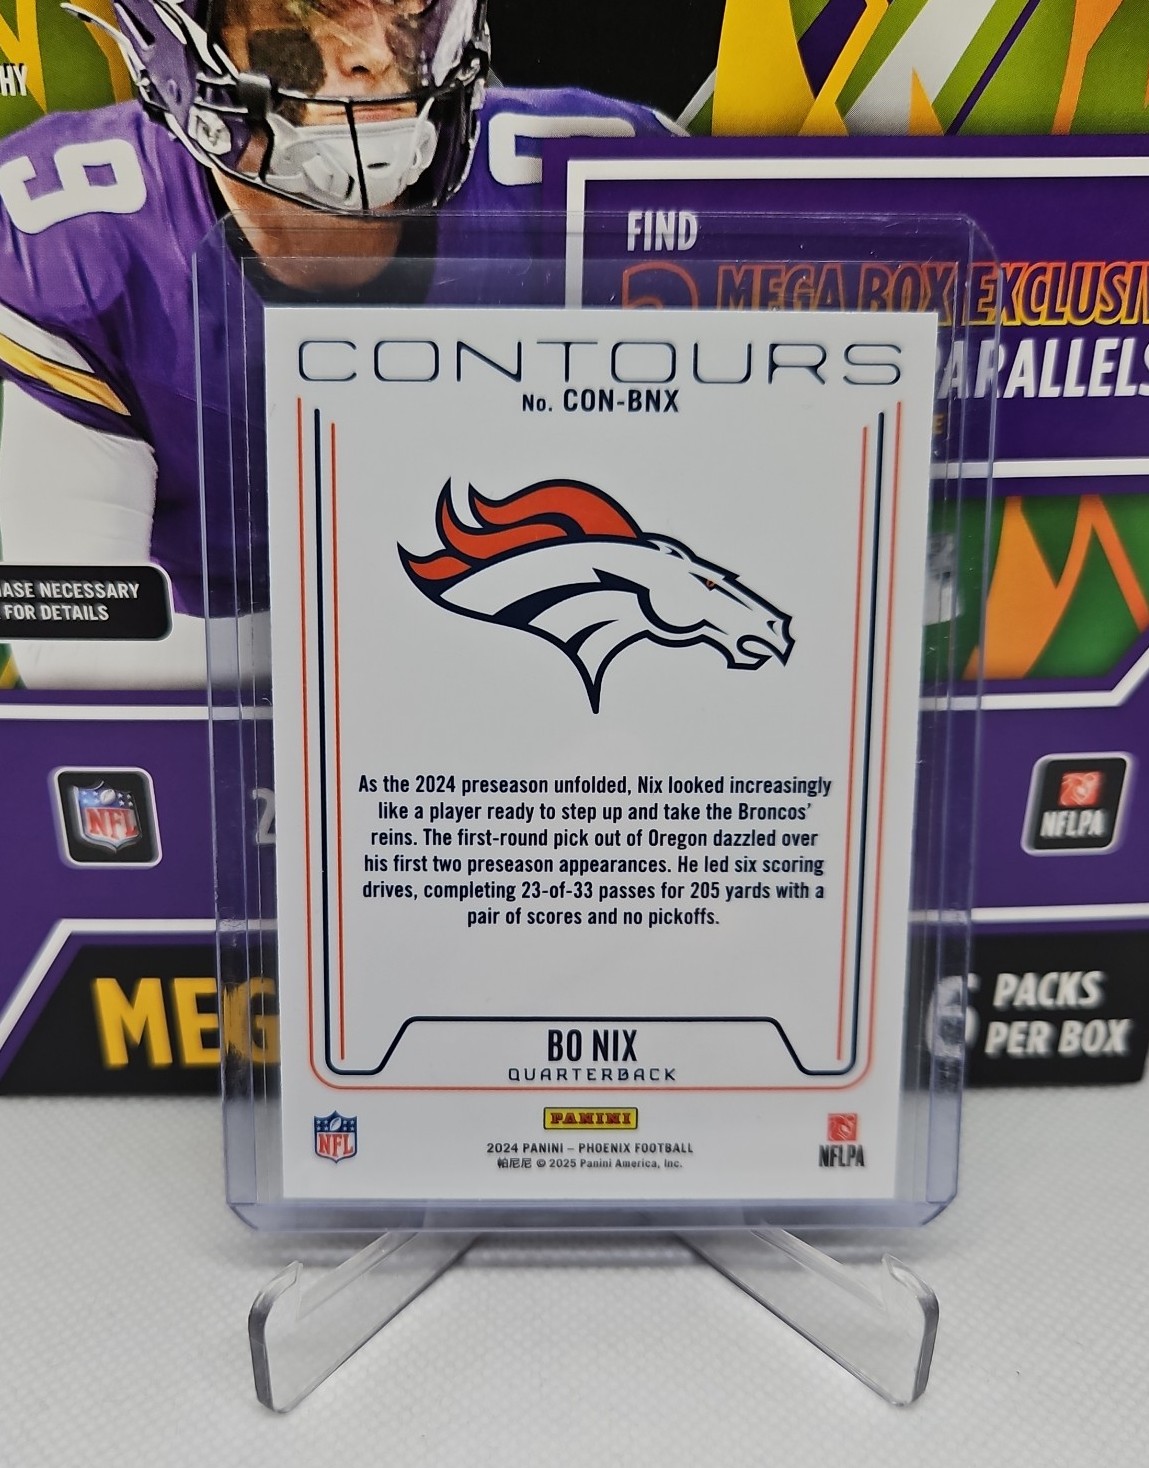 HY
9
FIND
MEGA BOX EXCLUSIV
PARALLELS
CONTOURS
No. CON-BNX
ASE NECESSARY
FOR DETAILS
NFL
NFLPA
2
As the 2024 preseason unfolded, Nix looked increasingly
like a player ready to step up and take the Broncos'
reins. The first-round pick out of Oregon dazzled over
his first two preseason appearances. He led six scoring
drives, completing 23-of-33 passes for 205 yards with a
pair of scores and no pickoffs.
MEG
6 PACKS
PER BOX
BO NIX
QUARTERBACK
PANINI
NFL
2024 PANINI – PHOENIX FOOTBALL
帕尼尼 © 2025 Panini America, Inc.
NFLPA